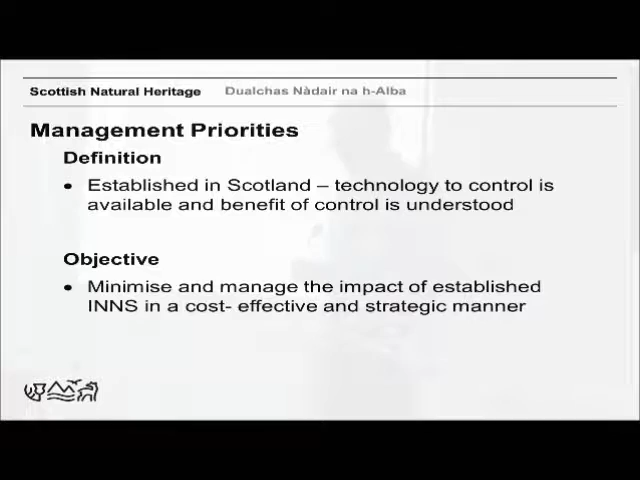 Scottish Natural Heritage Dualchas Nàdair na h-Alba
Management Priorities
Definition
• Established in Scotland – technology to control is
available and benefit of control is understood
Objective
• Minimise and manage the impact of established
INNS in a cost- effective and strategic manner